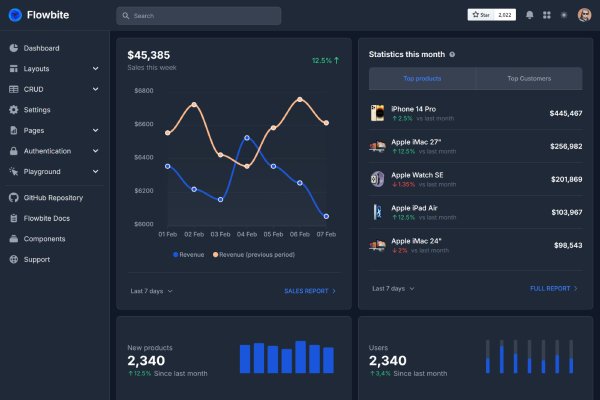 Flowbite
Search
Star 2,022
Dashboard
Layouts
CRUD
Settings
Pages
Authentication
Playground
GitHub Repository
Flowbite Docs
Components
Support
$45,385
Sales this week
12.5%
$6800
$6600
$6400
$6200
$6000
01 Feb 02 Feb 03 Feb 04 Feb 05 Feb 06 Feb 07 Feb
Revenue Revenue (previous period)
Last 7 days
SALES REPORT
Statistics this month
Top products Top Customers
iPhone 14 Pro
2.5% vs last month
$445,467
Apple iMac 27"
12.5% vs last month
$256,982
Apple Watch SE
1.35% vs last month
$201,869
Apple iPad Air
12.5% vs last month
$103,967
Apple iMac 24"
2% vs last month
$98,543
Last 7 days
FULL REPORT
New products
2,340
12.5% Since last month
Users
2,340
3,4% Since last month